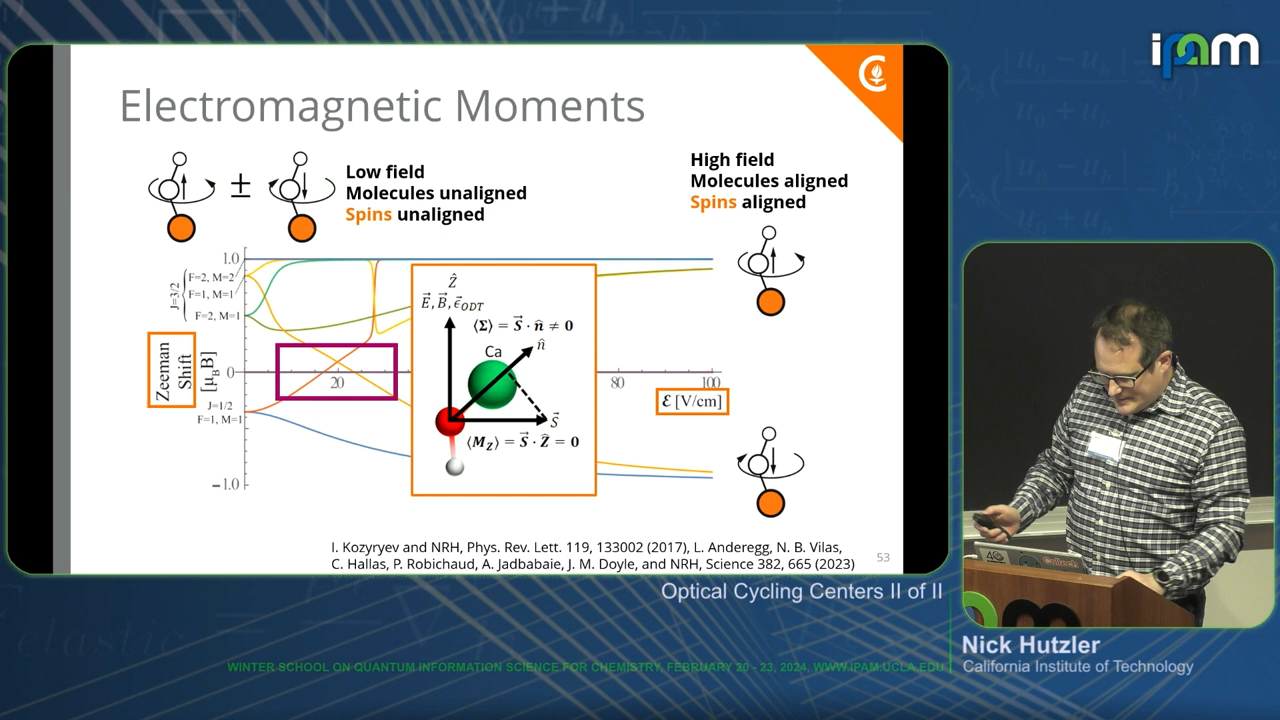 ipam
Electromagnetic Moments
Low field
Molecules unaligned
Spins unaligned
±
High field
Molecules aligned
Spins aligned
1.0
J=3/2
F=2, M=2
F=1, M=1
F=2, M=1
Zeeman
Shift
[μ_B B]
0
20
80
100
ℰ [V/cm]
J=1/2
F=1, M=1
−1.0
Ẑ
E⃗, B⃗, ϵ⃗_ODT
⟨Σ⟩ = S⃗ · n̂ ≠ 0
Ca
n̂
S⃗
⟨M_Z⟩ = S⃗ · Ẑ = 0
I. Kozyryev and NRH, Phys. Rev. Lett. 119, 133002 (2017), L. Anderegg, N. B. Vilas,
C. Hallas, P. Robichaud, A. Jadbabaie, J. M. Doyle, and NRH, Science 382, 665 (2023)
53
Optical Cycling Centers II of II
Nick Hutzler
California Institute of Technology
WINTER SCHOOL ON QUANTUM INFORMATION SCIENCE FOR CHEMISTRY, FEBRUARY 20 - 23, 2024, WWW.IPAM.UCLA.EDU